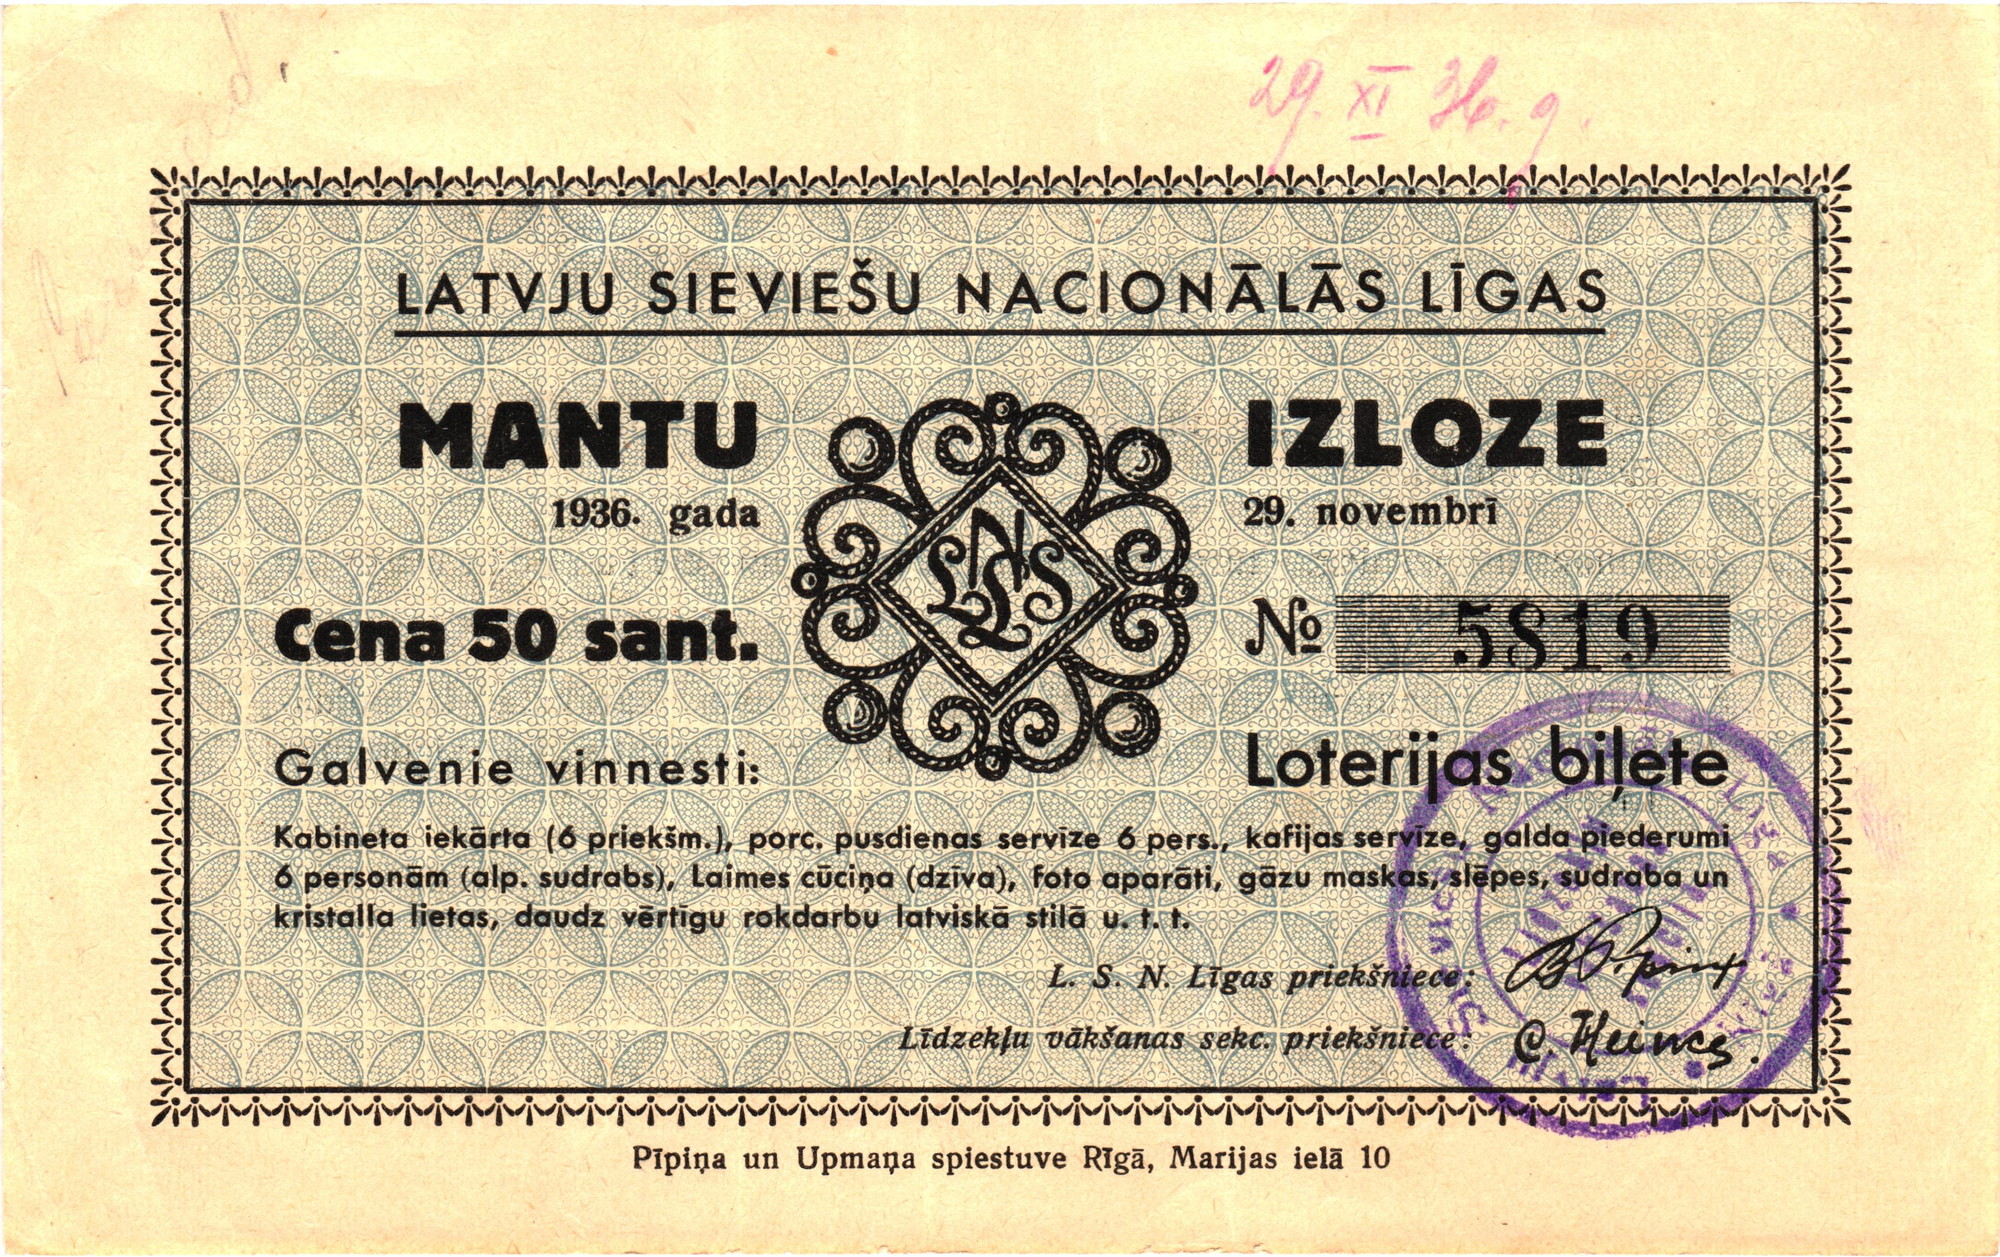 29. XI 36. g.
LATVJU SIEVIEŠU NACIONĀLĀS LĪGAS
MANTU IZLOZE
1936. gada 29. novembrī
LNLS
Cena 50 sant. № 5819
Galvenie vinnesti: Loterijas biļete
Kabineta iekārta (6 priekšm.), porc. pusdienas servīze 6 pers., kafijas servīze, galda piederumi
6 personām (alp. sudrabs), Laimes cūciņa (dzīva), foto aparāti, gāzu maskas, slēpes, sudraba un
kristalla lietas, daudz vērtīgu rokdarbu latviskā stilā u. t. t.
L. S. N. Līgas priekšniece:
Līdzekļu vākšanas sekc. priekšniece:
Pīpiņa un Upmaņa spiestuve Rīgā, Marijas ielā 10